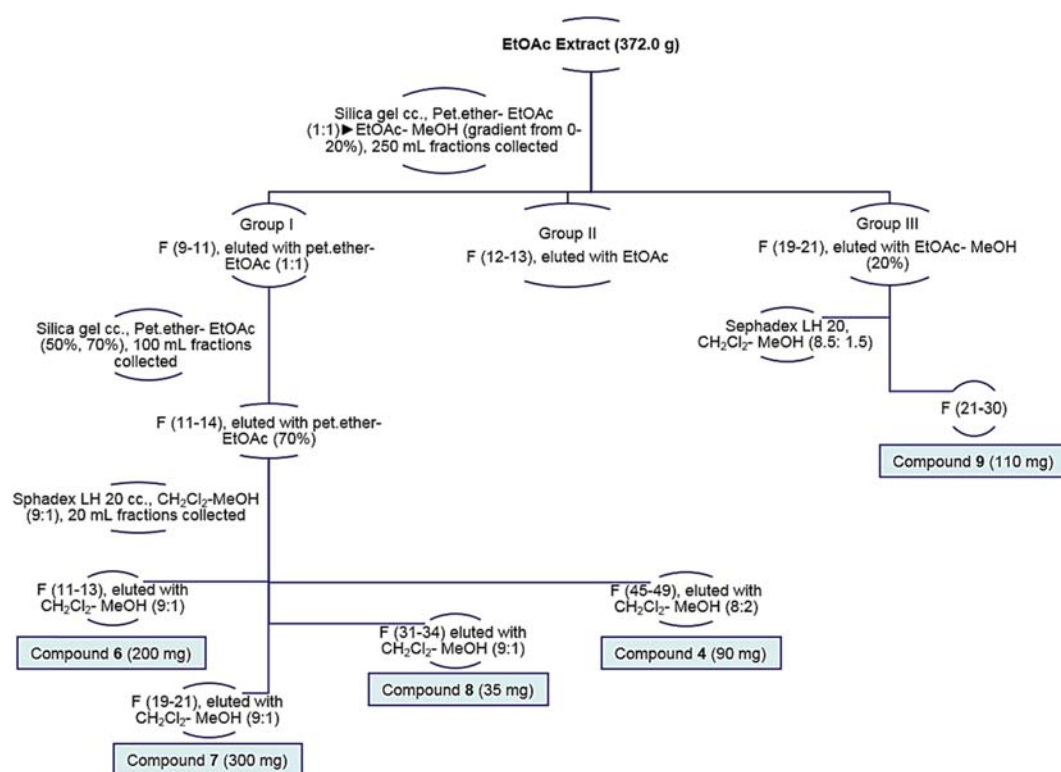 EtOAc Extract (372.0 g)
Silica gel cc., Pet.ether- EtOAc
(1:1)►EtOAc- MeOH (gradient from 0-
20%), 250 mL fractions collected
Group I
F (9-11), eluted with pet.ether-
EtOAc (1:1)
Group II
F (12-13), eluted with EtOAc
Group III
F (19-21), eluted with EtOAc- MeOH
(20%)
Silica gel cc., Pet.ether- EtOAc
(50%, 70%), 100 mL fractions
collected
Sephadex LH 20,
CH₂Cl₂- MeOH (8.5: 1.5)
F (21-30)
Compound 9 (110 mg)
F (11-14), eluted with pet.ether-
EtOAc (70%)
Sphadex LH 20 cc., CH₂Cl₂-MeOH
(9:1), 20 mL fractions collected
F (11-13), eluted with
CH₂Cl₂- MeOH (9:1)
Compound 6 (200 mg)
F (19-21), eluted with
CH₂Cl₂- MeOH (9:1)
Compound 7 (300 mg)
F (31-34) eluted with
CH₂Cl₂- MeOH (9:1)
Compound 8 (35 mg)
F (45-49), eluted with
CH₂Cl₂- MeOH (8:2)
Compound 4 (90 mg)